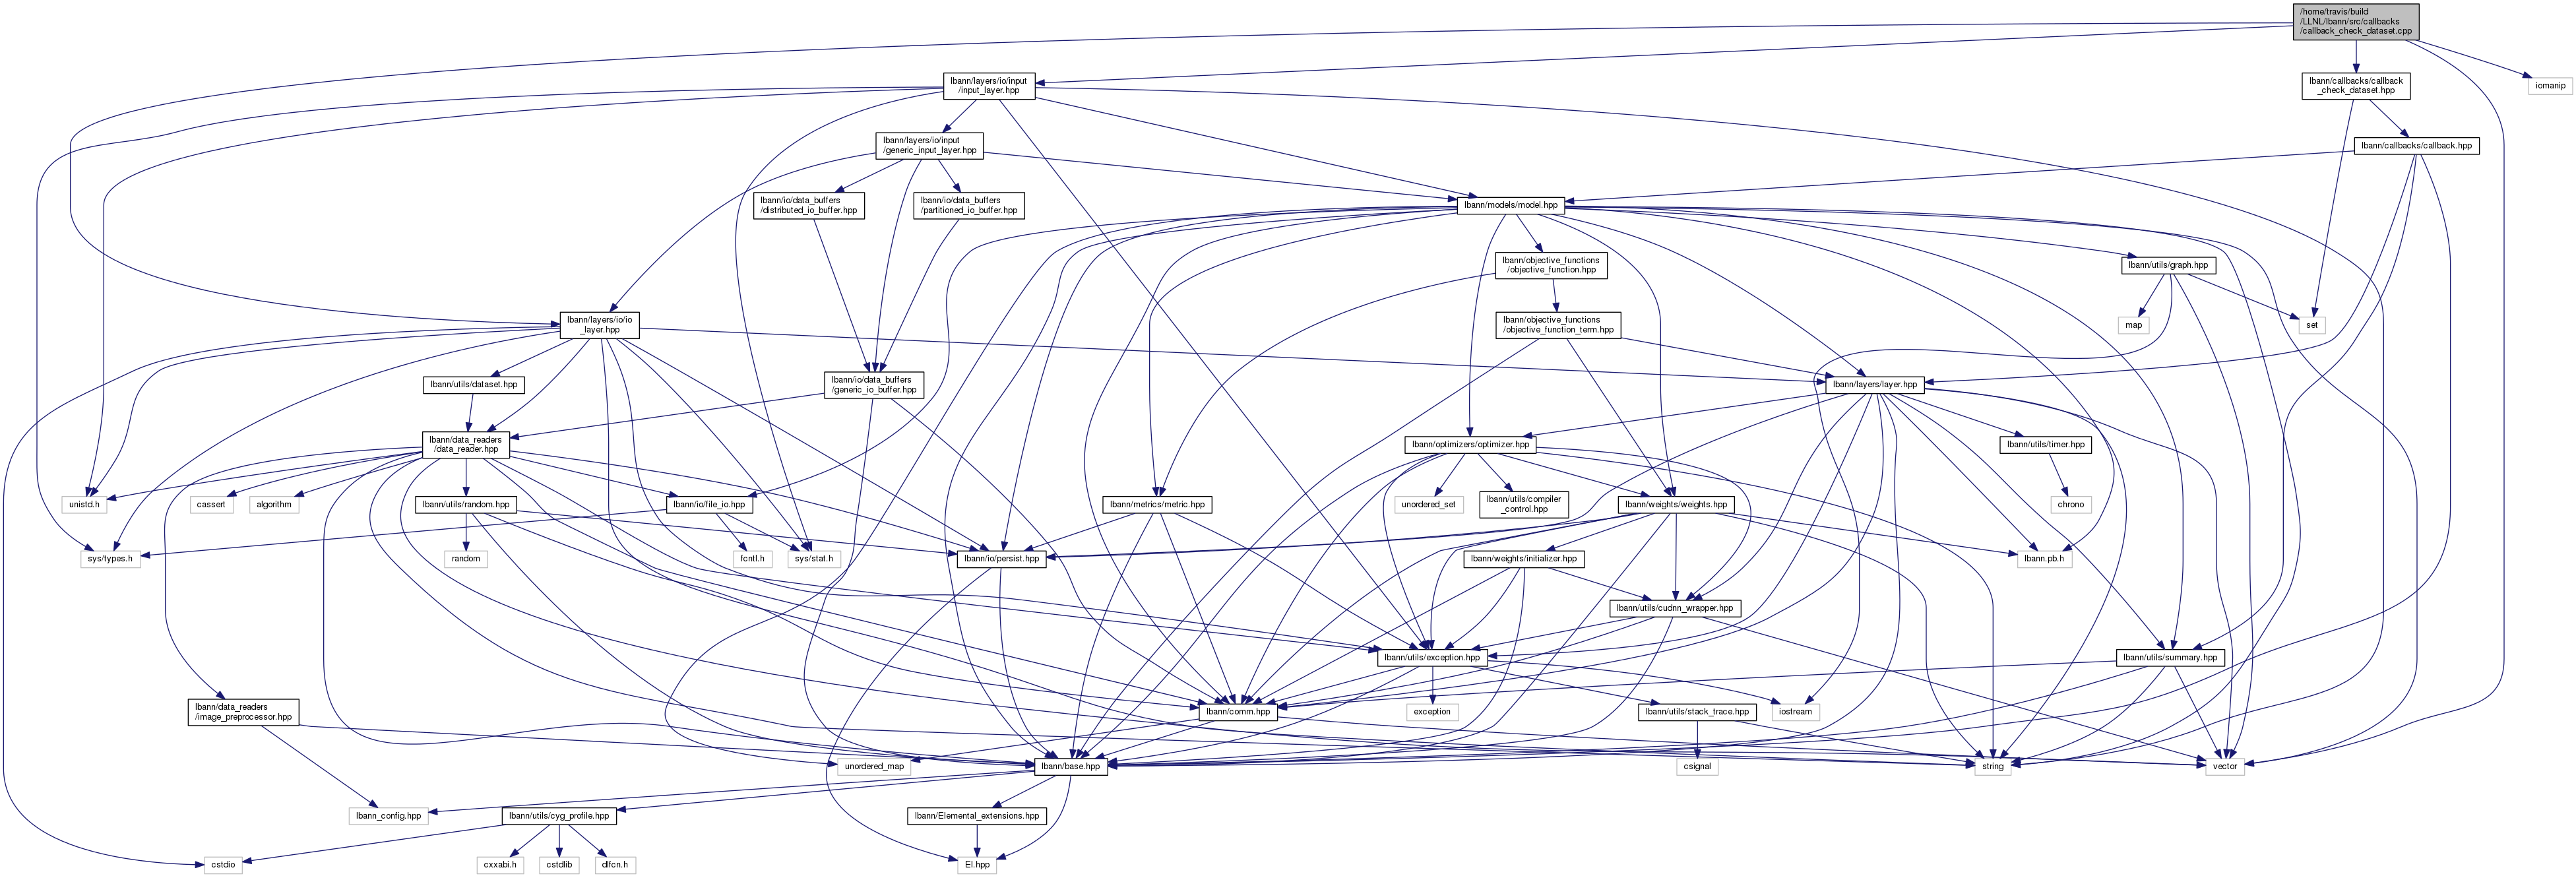 /home/travis/build
/LLNL/lbann/src/callbacks
/callback_check_dataset.cpp
lbann/layers/io/input
/input_layer.hpp
lbann/callbacks/callback
_check_dataset.hpp
iomanip
lbann/layers/io/input
/generic_input_layer.hpp
lbann/callbacks/callback.hpp
lbann/io/data_buffers
/distributed_io_buffer.hpp
lbann/io/data_buffers
/partitioned_io_buffer.hpp
lbann/models/model.hpp
lbann/objective_functions
/objective_function.hpp
lbann/utils/graph.hpp
lbann/layers/io/io
_layer.hpp
lbann/objective_functions
/objective_function_term.hpp
map
set
lbann/utils/dataset.hpp
lbann/io/data_buffers
/generic_io_buffer.hpp
lbann/layers/layer.hpp
lbann/data_readers
/data_reader.hpp
lbann/optimizers/optimizer.hpp
lbann/utils/timer.hpp
unistd.h
cassert
algorithm
lbann/utils/random.hpp
lbann/io/file_io.hpp
lbann/metrics/metric.hpp
unordered_set
lbann/utils/compiler
_control.hpp
lbann/weights/weights.hpp
chrono
sys/types.h
random
fcntl.h
sys/stat.h
lbann/io/persist.hpp
lbann/weights/initializer.hpp
lbann.pb.h
lbann/utils/cudnn_wrapper.hpp
lbann/utils/exception.hpp
lbann/utils/summary.hpp
lbann/data_readers
/image_preprocessor.hpp
lbann/comm.hpp
exception
lbann/utils/stack_trace.hpp
iostream
unordered_map
lbann/base.hpp
csignal
string
vector
lbann_config.hpp
lbann/utils/cyg_profile.hpp
lbann/Elemental_extensions.hpp
cstdio
cxxabi.h
cstdlib
dlfcn.h
El.hpp